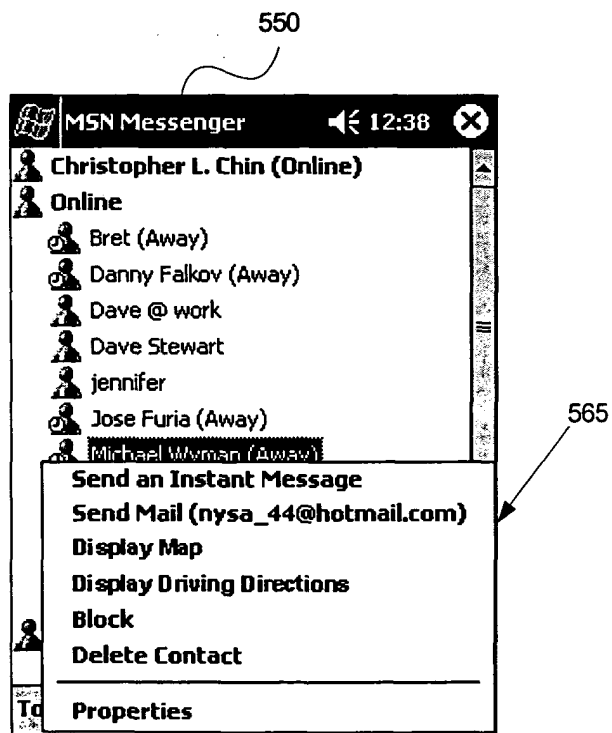 550
MSN Messenger 12:38
Christopher L. Chin (Online)
Online
Bret (Away)
Danny Falkov (Away)
Dave @ work
Dave Stewart
jennifer
Jose Furia (Away)
Michael Wyman (Away)
565
Send an Instant Message
Send Mail (nysa_44@hotmail.com)
Display Map
Display Driving Directions
Block
Delete Contact
To
Properties